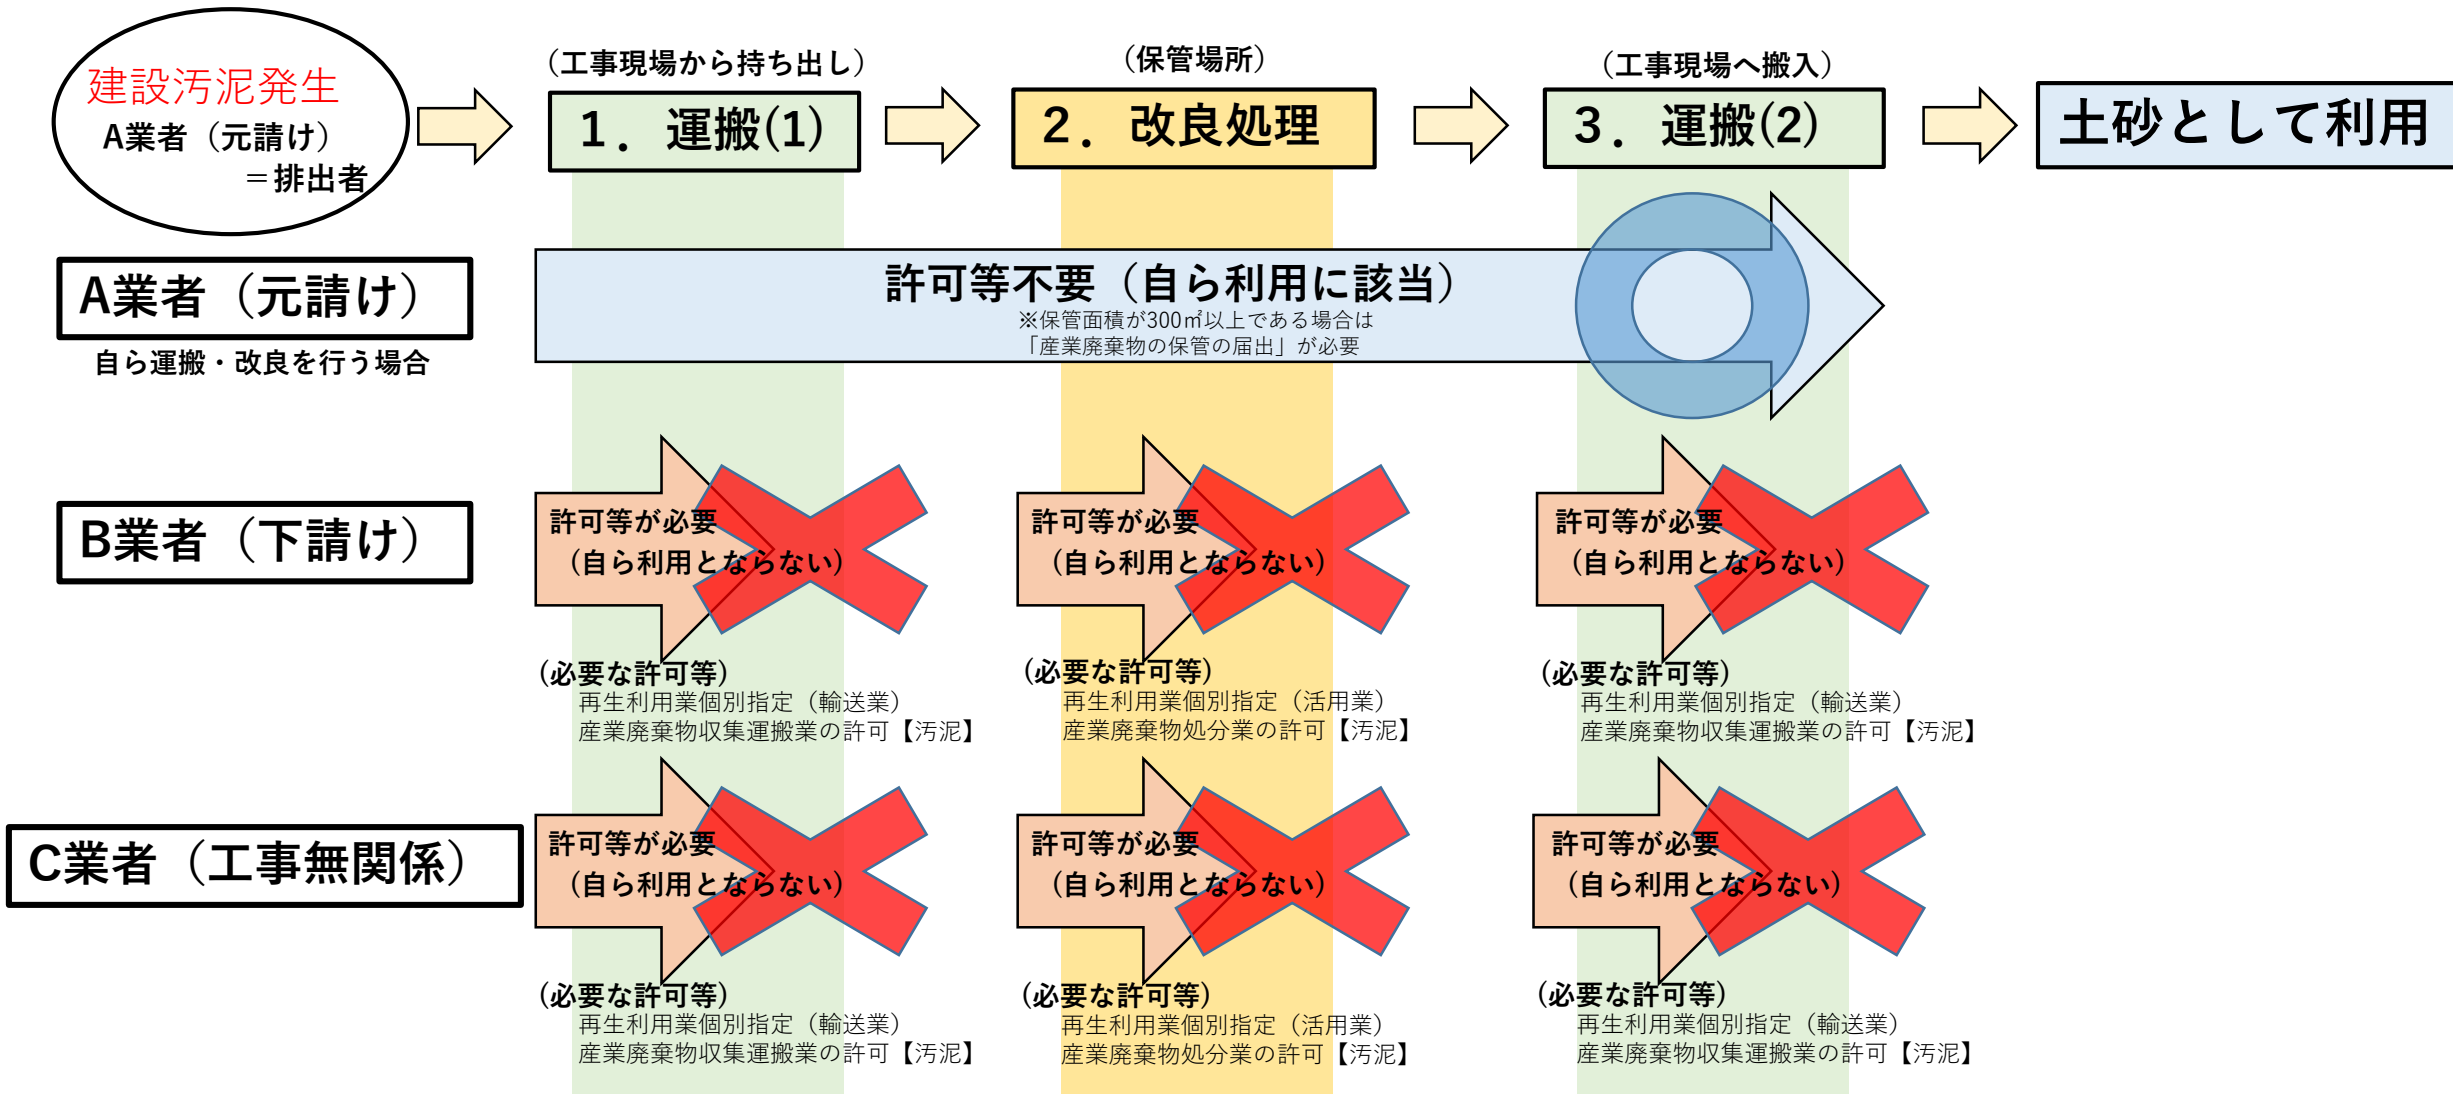 建設汚泥発生
A業者（元請け）
＝排出者
（工事現場から持ち出し）
１．運搬(1)
（保管場所）
２．改良処理
（工事現場へ搬入）
３．運搬(2)
土砂として利用
A業者（元請け）
自ら運搬・改良を行う場合
許可等不要（自ら利用に該当）
※保管面積が300㎡以上である場合は
「産業廃棄物の保管の届出」が必要
B業者（下請け）
許可等が必要
（自ら利用とならない）
(必要な許可等)
再生利用業個別指定（輸送業）
産業廃棄物収集運搬業の許可【汚泥】
許可等が必要
（自ら利用とならない）
(必要な許可等)
再生利用業個別指定（活用業）
産業廃棄物処分業の許可【汚泥】
許可等が必要
（自ら利用とならない）
(必要な許可等)
再生利用業個別指定（輸送業）
産業廃棄物収集運搬業の許可【汚泥】
C業者（工事無関係）
許可等が必要
（自ら利用とならない）
(必要な許可等)
再生利用業個別指定（輸送業）
産業廃棄物収集運搬業の許可【汚泥】
許可等が必要
（自ら利用とならない）
(必要な許可等)
再生利用業個別指定（活用業）
産業廃棄物処分業の許可【汚泥】
許可等が必要
（自ら利用とならない）
(必要な許可等)
再生利用業個別指定（輸送業）
産業廃棄物収集運搬業の許可【汚泥】